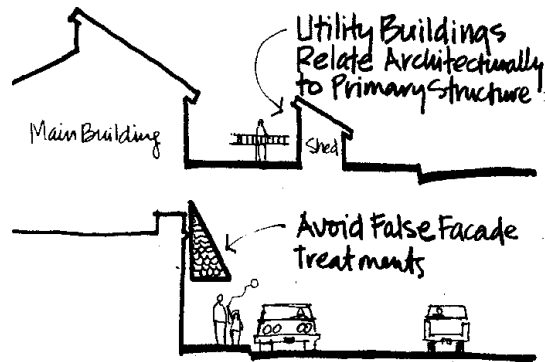 Utility Buildings
Relate Architecturally
to Primary Structure
Main Building
Shed
Avoid False Facade
Treatments